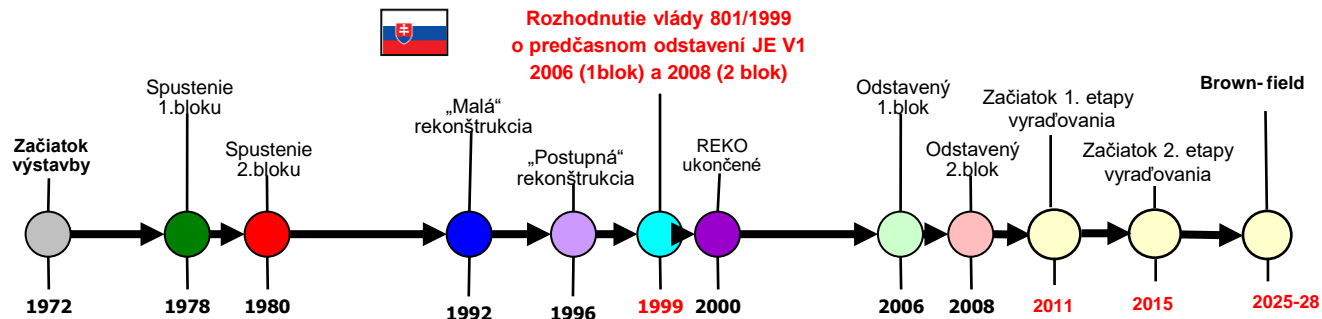 Rozhodnutie vlády 801/1999
o predčasnom odstavení JE V1
2006 (1blok) a 2008 (2 blok)
Začiatok
výstavby
Spustenie
1.bloku
Spustenie
2.bloku
„Malá“
rekonštrukcia
„Postupná“
rekonštrukcia
REKO
ukončené
Odstavený
1.blok
Odstavený
2.blok
Začiatok 1. etapy
vyraďovania
Začiatok 2. etapy
vyraďovania
Brown- field
1972
1978
1980
1992
1996
1999
2000
2006
2008
2011
2015
2025-28